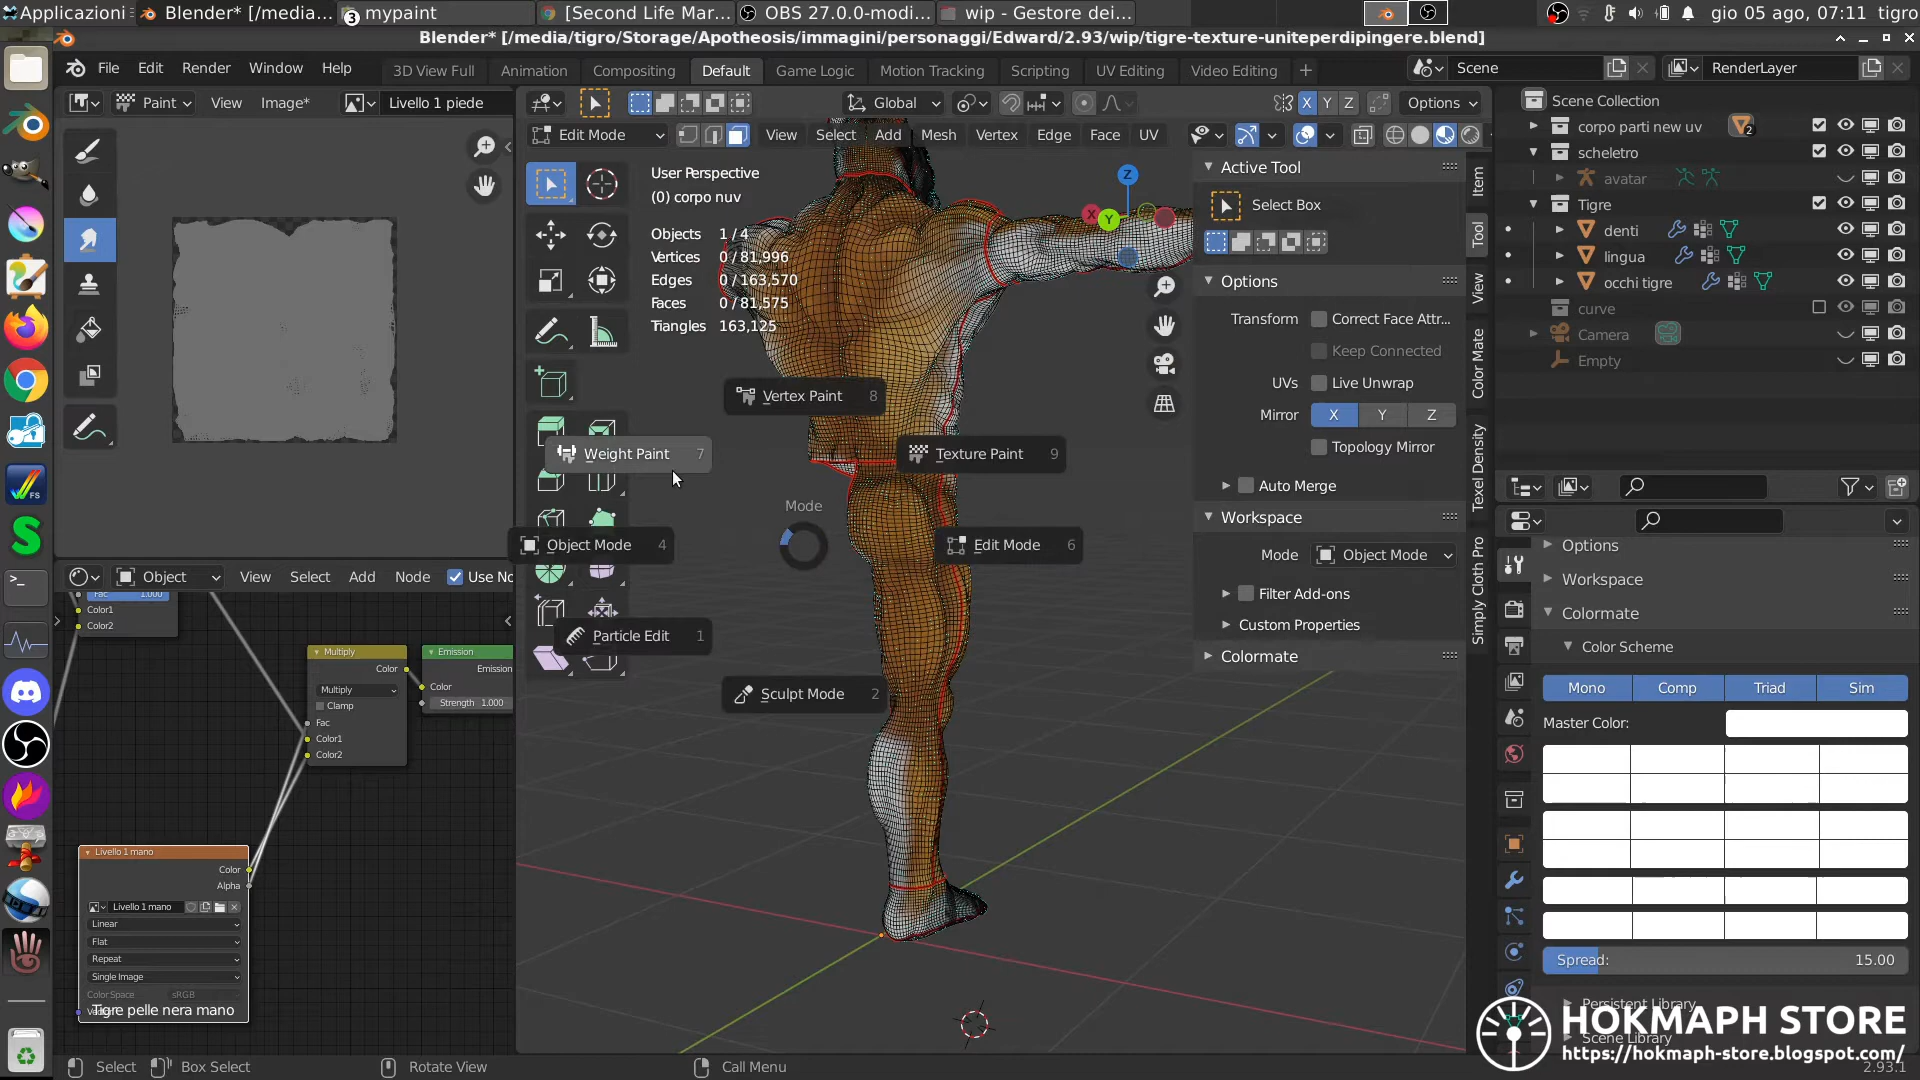 Applicazioni
Blender* [/media/...
3 mypaint
[Second Life Mar...
OBS 27.0.0-modi...
wip - Gestore dei...
gio 05 ago, 07:11 tigro
Blender* [/media/tigro/Storage/Apotheosis/immagini/personaggi/Edward/2.93/wip/tigre-texture-uniteperdipingere.blend]
File Edit Render Window Help
3D View Full Animation Compositing Default Game Logic Motion Tracking Scripting UV Editing Video Editing +
Scene
RenderLayer
Paint View Image*
Livello 1 piede
Global
X Y Z
Options
Edit Mode View Select Add Mesh Vertex Edge Face UV
User Perspective
(0) corpo nuv
Objects 1 / 4
Vertices 0 / 81,996
Edges 0 / 163,570
Faces 0 / 81,575
Triangles 163,125
Z
X
Y
Vertex Paint 8
Weight Paint 7
Texture Paint 9
Mode
Object Mode 4
Edit Mode 6
Particle Edit 1
Sculpt Mode 2
Active Tool
Select Box
Options
Transform Correct Face Attr...
Keep Connected
UVs Live Unwrap
Mirror X Y Z
Topology Mirror
Auto Merge
Workspace
Mode Object Mode
Filter Add-ons
Custom Properties
Colormate
Item
Tool
View
Color Mate
Texel Density
Simply Cloth Pro
Scene Collection
corpo parti new uv 2
scheletro
avatar
Tigre
denti
lingua
occhi tigre
curve
Camera
Empty
Options
Workspace
Colormate
Color Scheme
Mono Comp Triad Sim
Master Color:
Spread: 15.00
Persistent Library
Scene Library
Object View Select Add Node Use No
Fac 1.000
Color1
Color2
Multiply
Color
Multiply
Clamp
Fac
Color1
Color2
Emission
Emission
Color
Strength 1.000
Livello 1 mano
Color
Alpha
Livello 1 mano
Linear
Flat
Repeat
Single Image
Color Space sRGB
Tigre pelle nera mano
Select
Box Select
Rotate View
Call Menu
2.93.1
HOKMAPH STORE
https://hokmaph-store.blogspot.com/